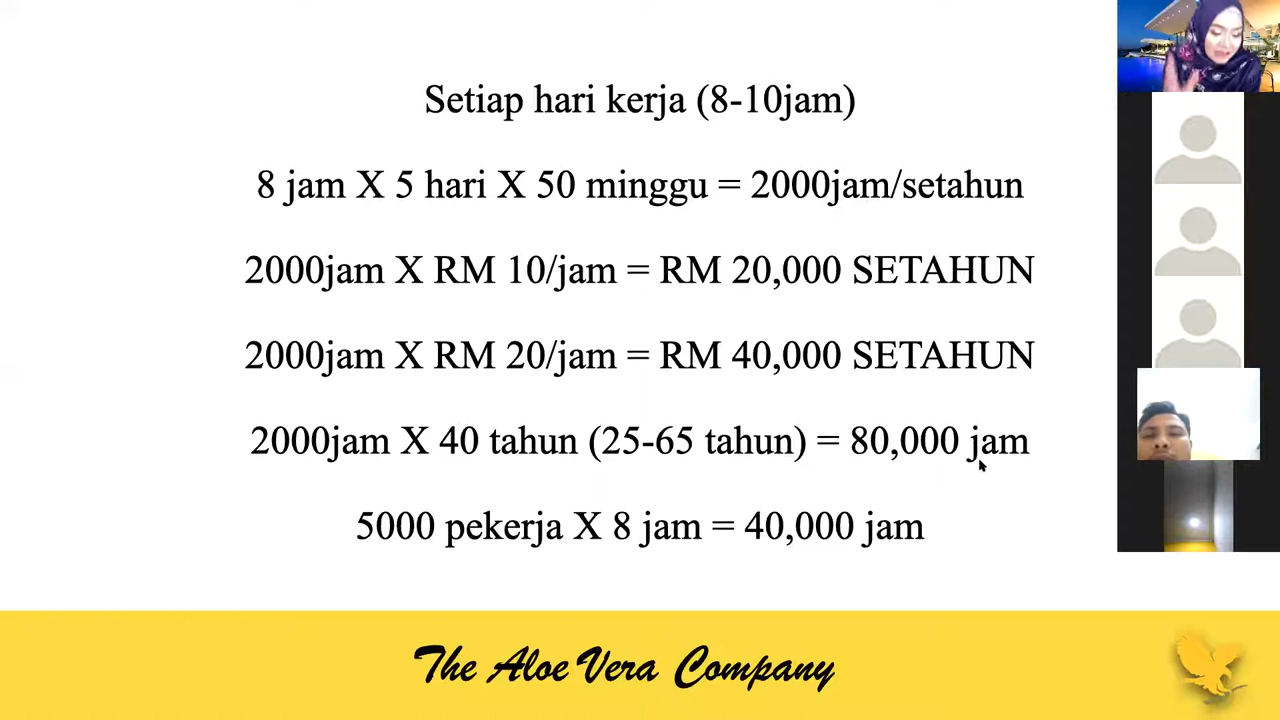 Setiap hari kerja (8-10jam)
8 jam X 5 hari X 50 minggu = 2000jam/setahun
2000jam X RM 10/jam = RM 20,000 SETAHUN
2000jam X RM 20/jam = RM 40,000 SETAHUN
2000jam X 40 tahun (25-65 tahun) = 80,000 jam
5000 pekerja X 8 jam = 40,000 jam
The Aloe Vera Company